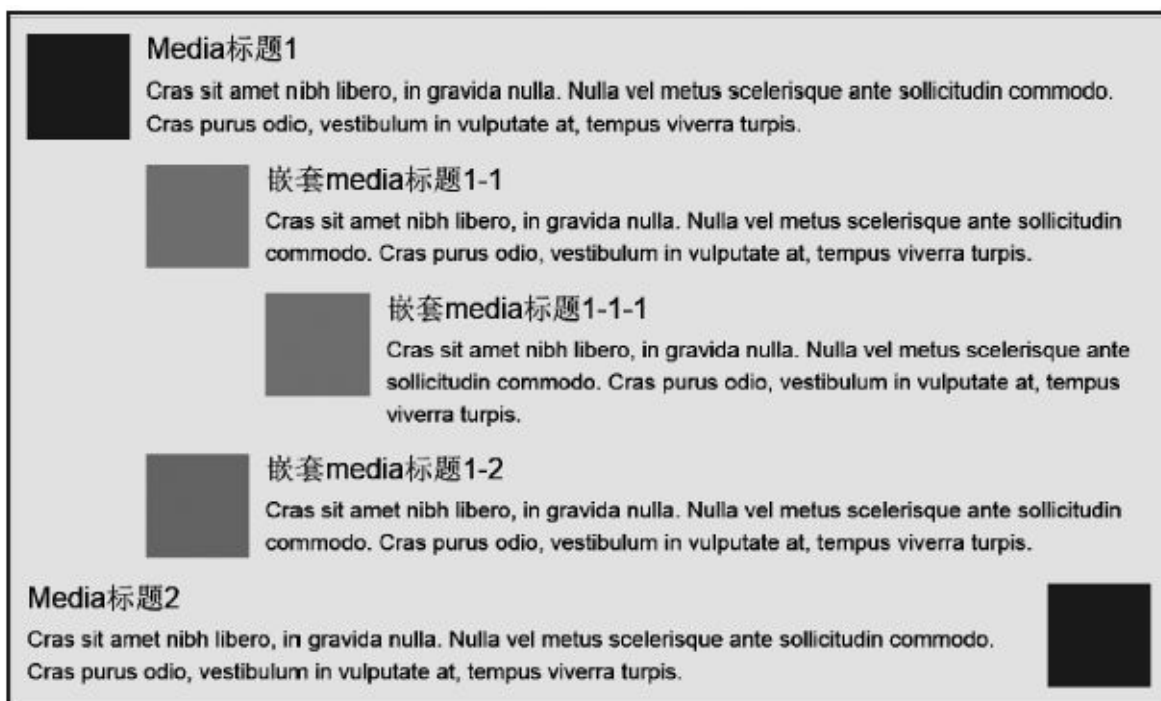 Media标题1
Cras sit amet nibh libero, in gravida nulla. Nulla vel metus scelerisque ante sollicitudin commodo.
Cras purus odio, vestibulum in vulputate at, tempus viverra turpis.
嵌套media标题1-1
Cras sit amet nibh libero, in gravida nulla. Nulla vel metus scelerisque ante sollicitudin
commodo. Cras purus odio, vestibulum in vulputate at, tempus viverra turpis.
嵌套media标题1-1-1
Cras sit amet nibh libero, in gravida nulla. Nulla vel metus scelerisque ante
sollicitudin commodo. Cras purus odio, vestibulum in vulputate at, tempus
viverra turpis.
嵌套media标题1-2
Cras sit amet nibh libero, in gravida nulla. Nulla vel metus scelerisque ante sollicitudin
commodo. Cras purus odio, vestibulum in vulputate at, tempus viverra turpis.
Media标题2
Cras sit amet nibh libero, in gravida nulla. Nulla vel metus scelerisque ante sollicitudin commodo.
Cras purus odio, vestibulum in vulputate at, tempus viverra turpis.